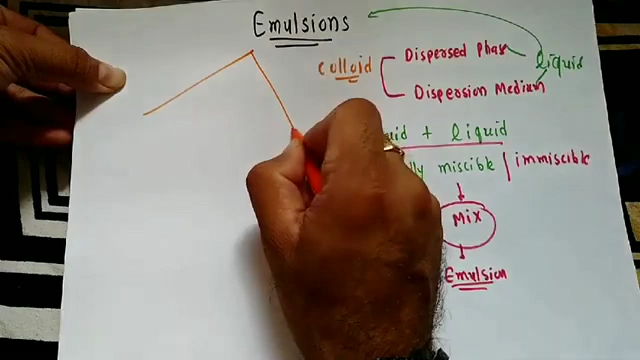 Emulsions
Colloid
Dispersed Phase
liquid
Dispersion Medium
+ liquid
miscible | immiscible
Mix
Emulsion